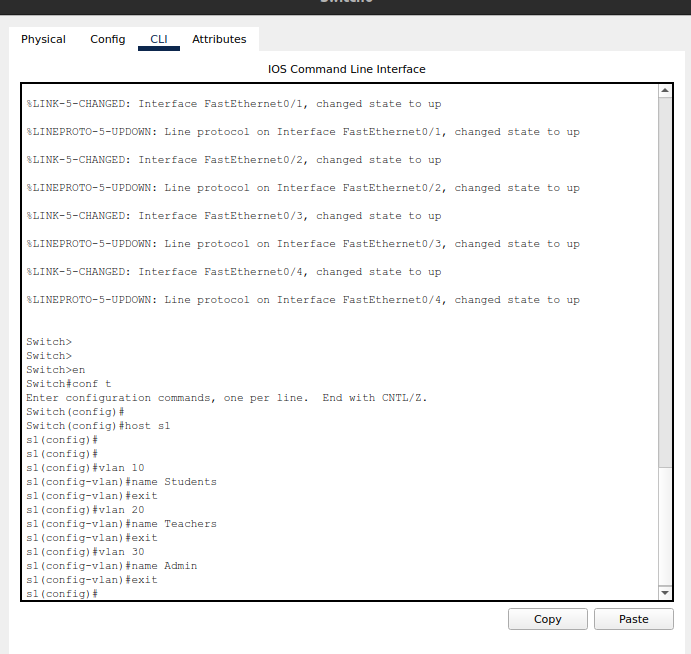 Physical Config CLI Attributes
IOS Command Line Interface
%LINK-5-CHANGED: Interface FastEthernet0/1, changed state to up
%LINEPROTO-5-UPDOWN: Line protocol on Interface FastEthernet0/1, changed state to up
%LINK-5-CHANGED: Interface FastEthernet0/2, changed state to up
%LINEPROTO-5-UPDOWN: Line protocol on Interface FastEthernet0/2, changed state to up
%LINK-5-CHANGED: Interface FastEthernet0/3, changed state to up
%LINEPROTO-5-UPDOWN: Line protocol on Interface FastEthernet0/3, changed state to up
%LINK-5-CHANGED: Interface FastEthernet0/4, changed state to up
%LINEPROTO-5-UPDOWN: Line protocol on Interface FastEthernet0/4, changed state to up
Switch>
Switch>
Switch>en
Switch#conf t
Enter configuration commands, one per line.  End with CNTL/Z.
Switch(config)#
Switch(config)#host s1
s1(config)#
s1(config)#
s1(config)#vlan 10
s1(config-vlan)#name Students
s1(config-vlan)#exit
s1(config)#vlan 20
s1(config-vlan)#name Teachers
s1(config-vlan)#exit
s1(config)#vlan 30
s1(config-vlan)#name Admin
s1(config-vlan)#exit
s1(config)#
Copy Paste